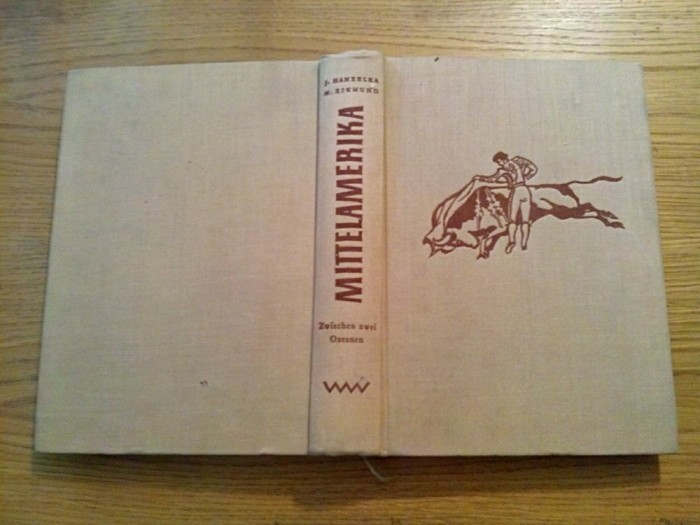 J. HANZELKA
M. ZIKMUND
MITTELAMERIKA
Zwischen zwei
Ozeanen